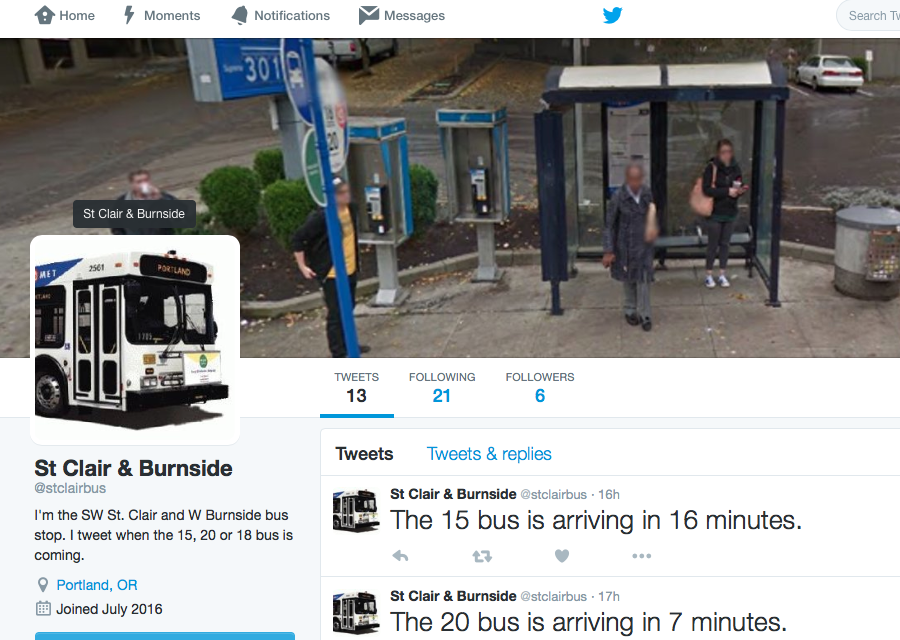 Home
Moments
Notifications
Messages
Search Tw
301
18
20
St Clair & Burnside
MET
2561
PORTLAND
TWEETS
FOLLOWING
FOLLOWERS
13
21
6
Tweets
Tweets & replies
St Clair & Burnside
@stclairbus
I'm the SW St. Clair and W Burnside bus
stop. I tweet when the 15, 20 or 18 bus is
coming.
Portland, OR
Joined July 2016
St Clair & Burnside @stclairbus · 16h
The 15 bus is arriving in 16 minutes.
St Clair & Burnside @stclairbus · 17h
The 20 bus is arriving in 7 minutes.